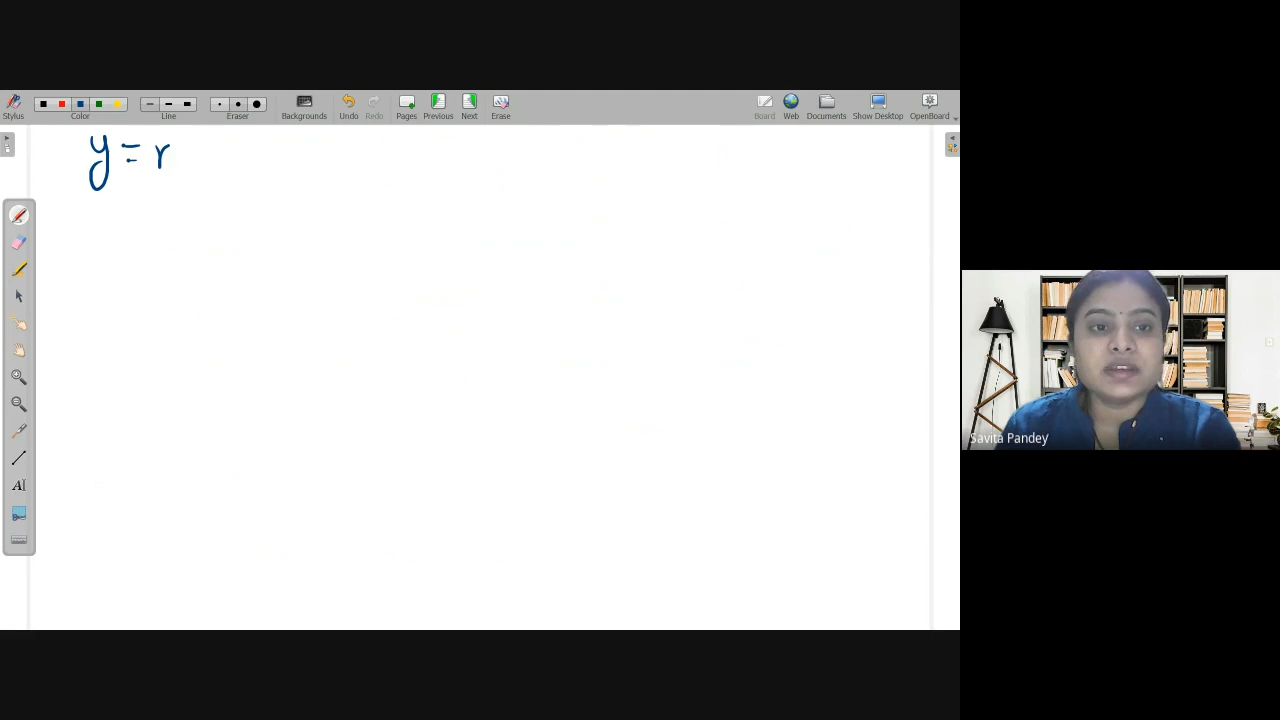 Stylus
Color
Line
Eraser
Backgrounds
Undo
Redo
Pages
Previous
Next
Erase
Board
Web
Documents
Show Desktop
OpenBoard
y = r
AI
Savita Pandey